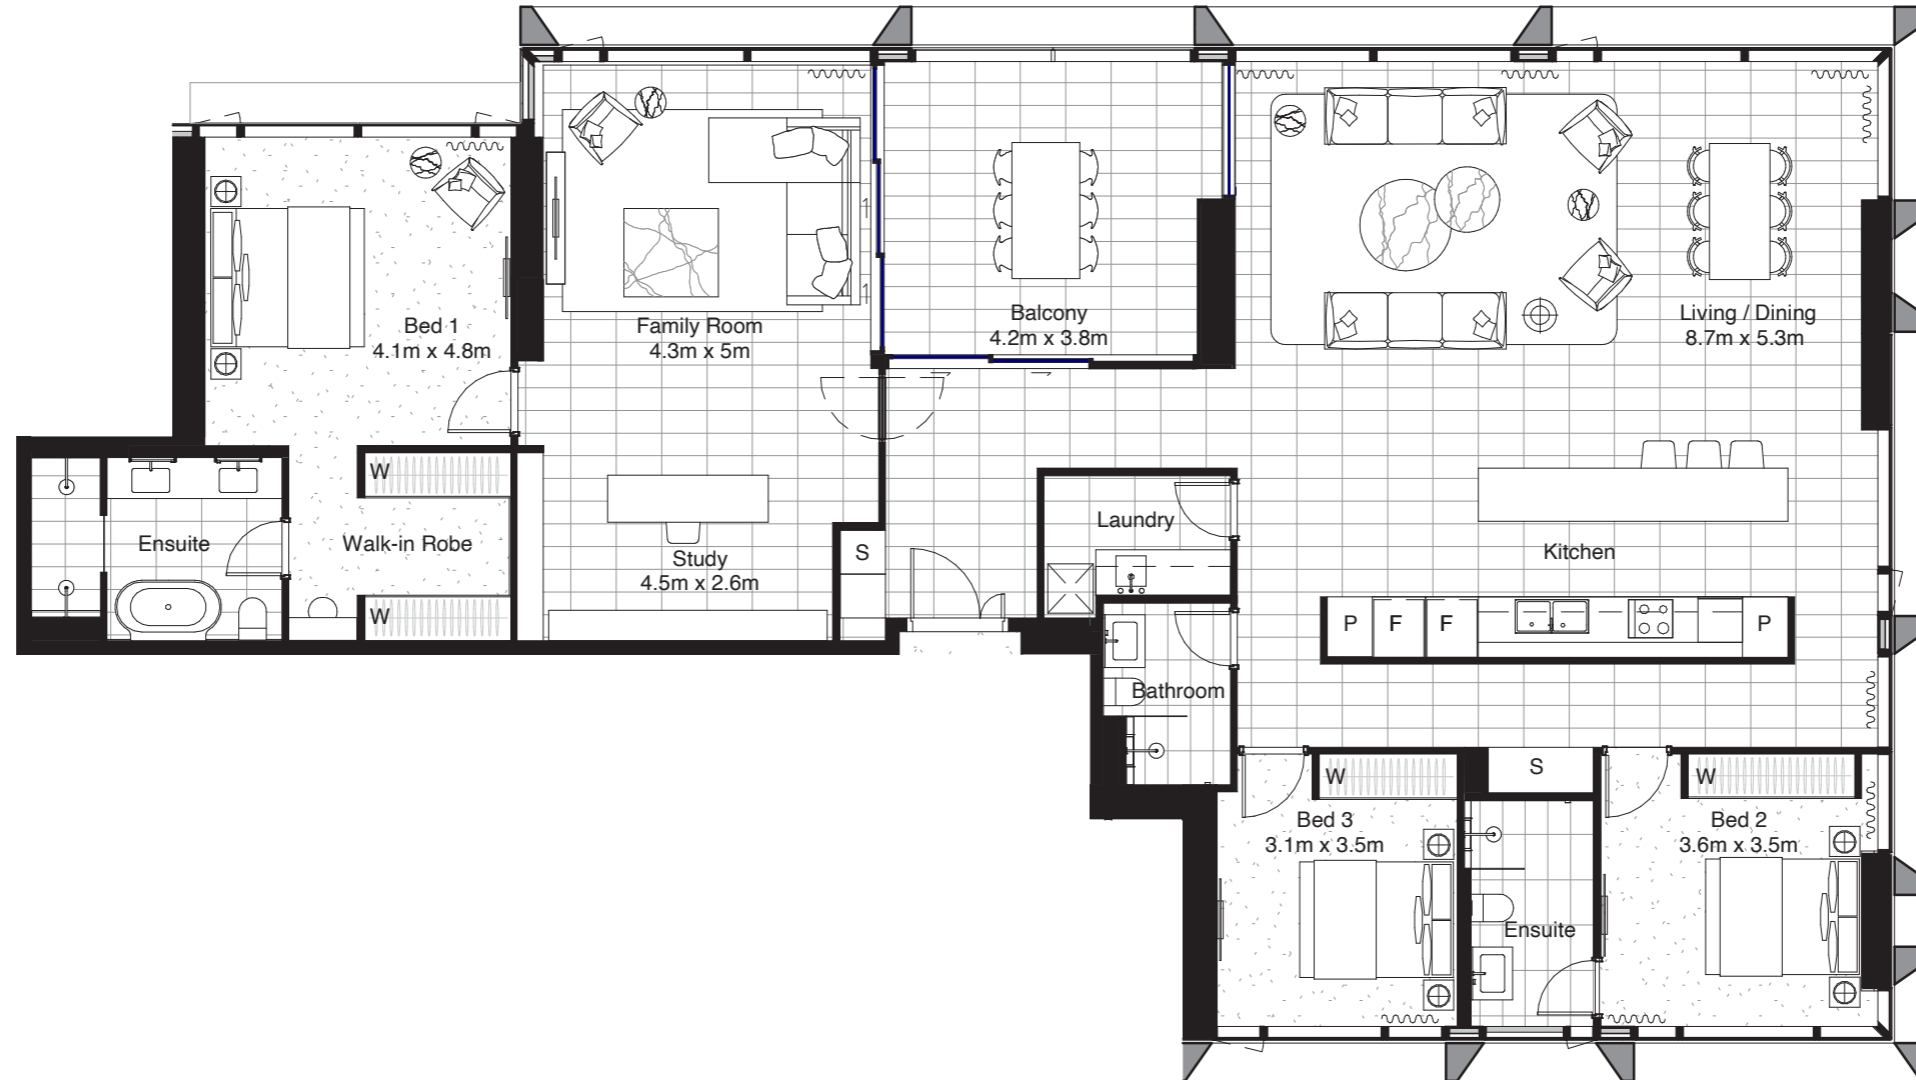 Bed 1
4.1m x 4.8m
Family Room
4.3m x 5m
Balcony
4.2m x 3.8m
Living / Dining
8.7m x 5.3m
W
Ensuite
Walk-in Robe
W
Study
4.5m x 2.6m
S
Laundry
Kitchen
P
F
F
P
Bathroom
W
S
W
Bed 3
3.1m x 3.5m
Bed 2
3.6m x 3.5m
Ensuite